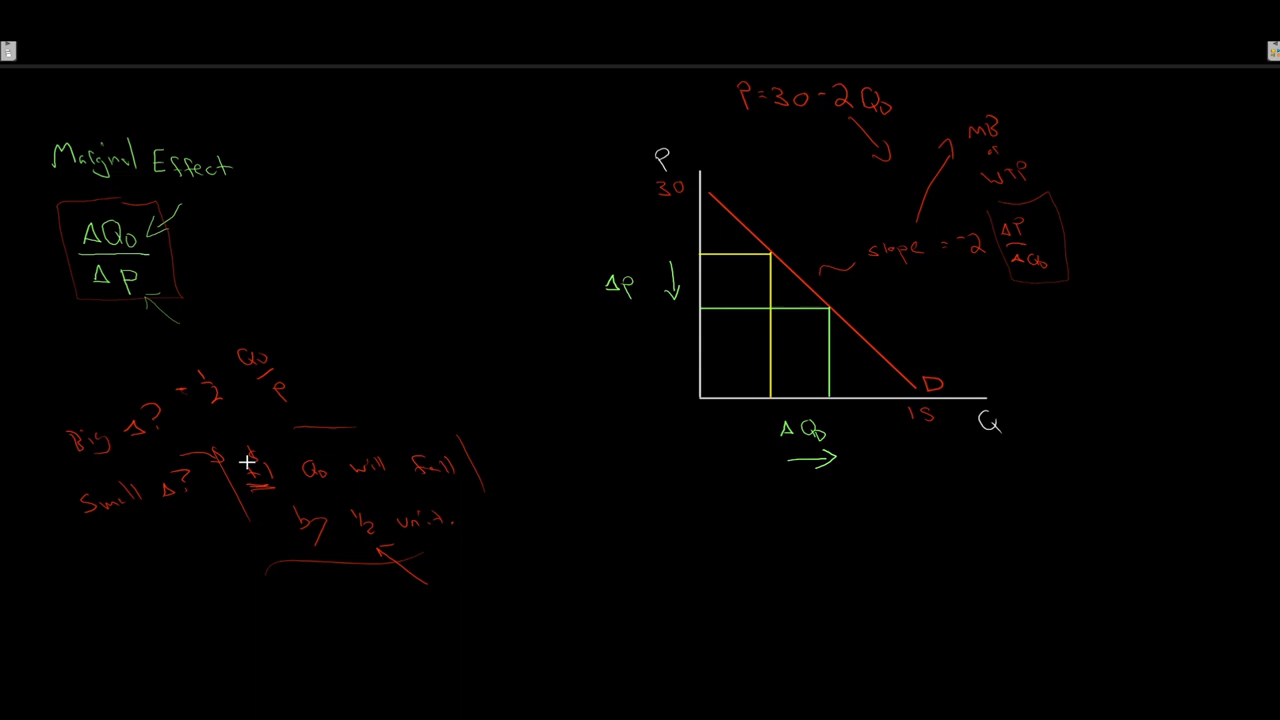 Marginal Effect
ΔQD
ΔP
- 1/2 QD/P
Big Δ?
Small Δ?
QD will fall
by 1/2 unit.
P = 30 - 2QD
MB
or
WTP
P
30
slope = -2 ΔP/ΔQD
ΔP
D
15
Q
ΔQD